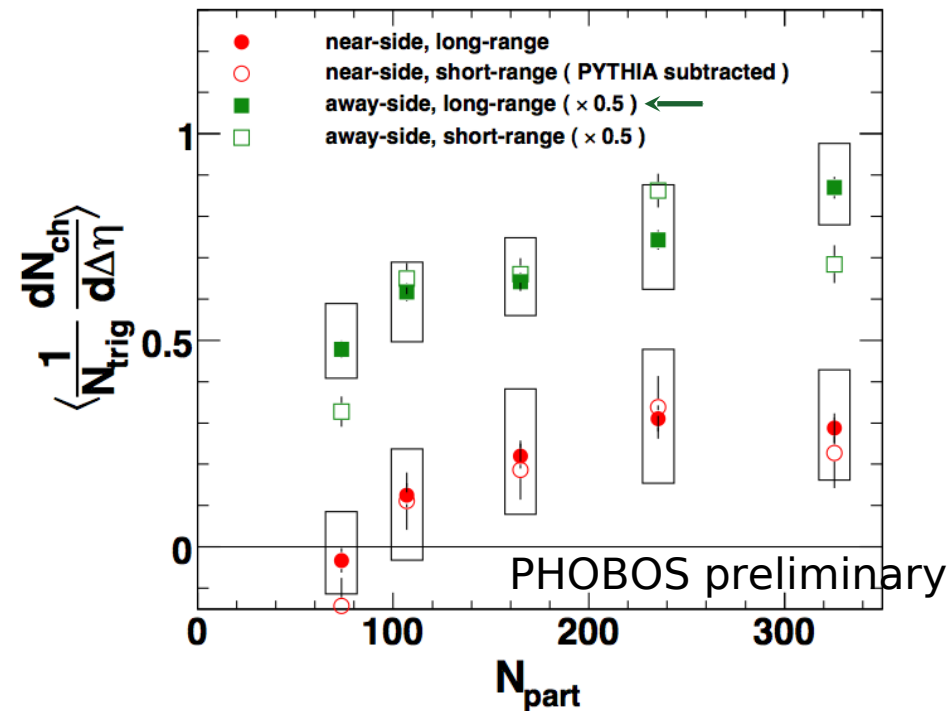 near-side, long-range
near-side, short-range ( PYTHIA subtracted )
away-side, long-range ( × 0.5 )
away-side, short-range ( × 0.5 )
1
0.5
0
⟨ 1/N_trig dN_ch/dΔη ⟩
PHOBOS preliminary
0 100 200 300
N_part